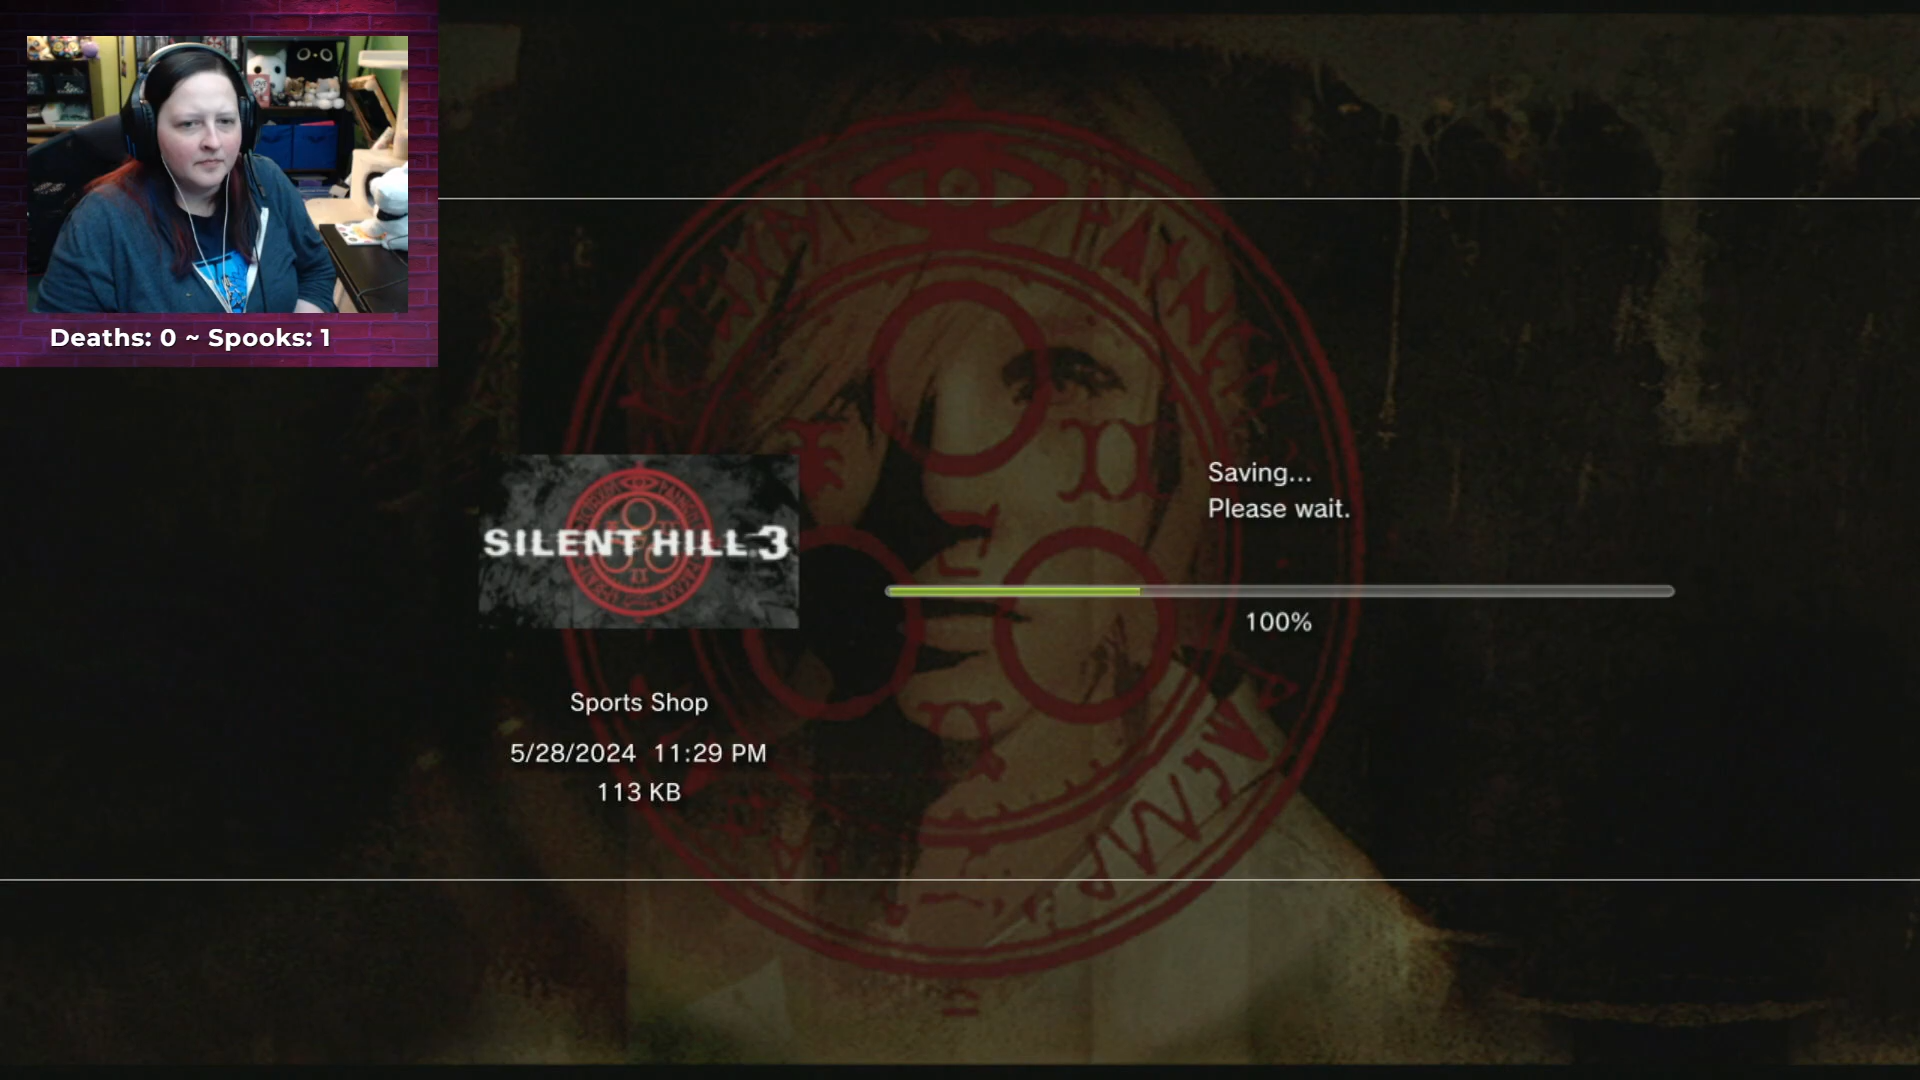 Deaths: 0 ~ Spooks: 1
Saving...
Please wait.
SILENT HILL 3
100%
Sports Shop
5/28/2024 11:29 PM
113 KB